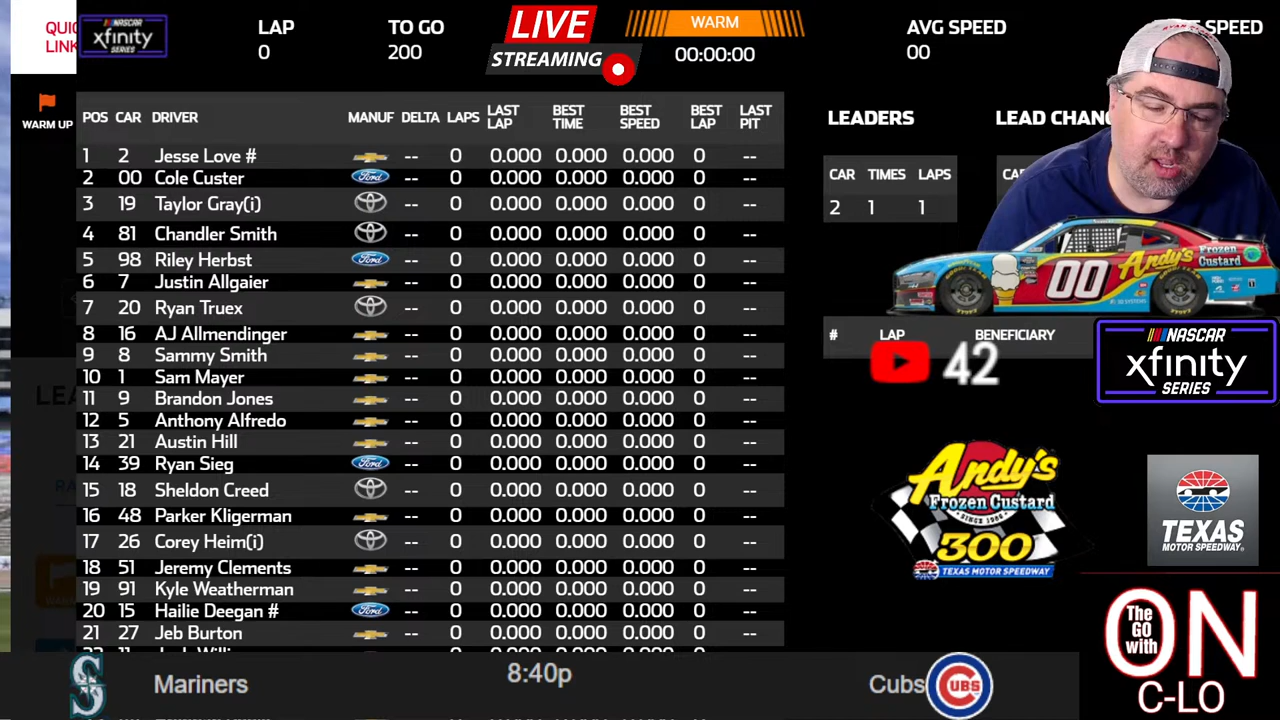 QUIC
LINK
NASCAR
xfinity
SERIES
LAP
0
TO GO
200
LIVE
STREAMING
WARM
00:00:00
AVG SPEED
00
SPEED
WARM UP
POS CAR DRIVER MANUF DELTA LAPS LAST LAP BEST TIME BEST SPEED BEST LAP LAST PIT
1 2 Jesse Love # -- 0 0.000 0.000 0.000 0 --
2 00 Cole Custer Ford -- 0 0.000 0.000 0.000 0 --
3 19 Taylor Gray(i) -- 0 0.000 0.000 0.000 0 --
4 81 Chandler Smith -- 0 0.000 0.000 0.000 0 --
5 98 Riley Herbst Ford -- 0 0.000 0.000 0.000 0 --
6 7 Justin Allgaier -- 0 0.000 0.000 0.000 0 --
7 20 Ryan Truex -- 0 0.000 0.000 0.000 0 --
8 16 AJ Allmendinger -- 0 0.000 0.000 0.000 0 --
9 8 Sammy Smith -- 0 0.000 0.000 0.000 0 --
10 1 Sam Mayer -- 0 0.000 0.000 0.000 0 --
11 9 Brandon Jones -- 0 0.000 0.000 0.000 0 --
12 5 Anthony Alfredo -- 0 0.000 0.000 0.000 0 --
13 21 Austin Hill -- 0 0.000 0.000 0.000 0 --
14 39 Ryan Sieg Ford -- 0 0.000 0.000 0.000 0 --
15 18 Sheldon Creed -- 0 0.000 0.000 0.000 0 --
16 48 Parker Kligerman -- 0 0.000 0.000 0.000 0 --
17 26 Corey Heim(i) -- 0 0.000 0.000 0.000 0 --
18 51 Jeremy Clements -- 0 0.000 0.000 0.000 0 --
19 91 Kyle Weatherman -- 0 0.000 0.000 0.000 0 --
20 15 Hailie Deegan # Ford -- 0 0.000 0.000 0.000 0 --
21 27 Jeb Burton -- 0 0.000 0.000 0.000 0 --
LEADERS
CAR TIMES LAPS
2 1 1
LEAD CHANG
CA
00
Andy's
Frozen
Custard
# LAP BENEFICIARY
42
NASCAR
xfinity
SERIES
Andy's
Frozen Custard
SINCE 1986
300
TEXAS MOTOR SPEEDWAY
TEXAS
MOTOR SPEEDWAY
The
GO
with
ON
C-LO
Mariners
8:40p
Cubs
CUBS